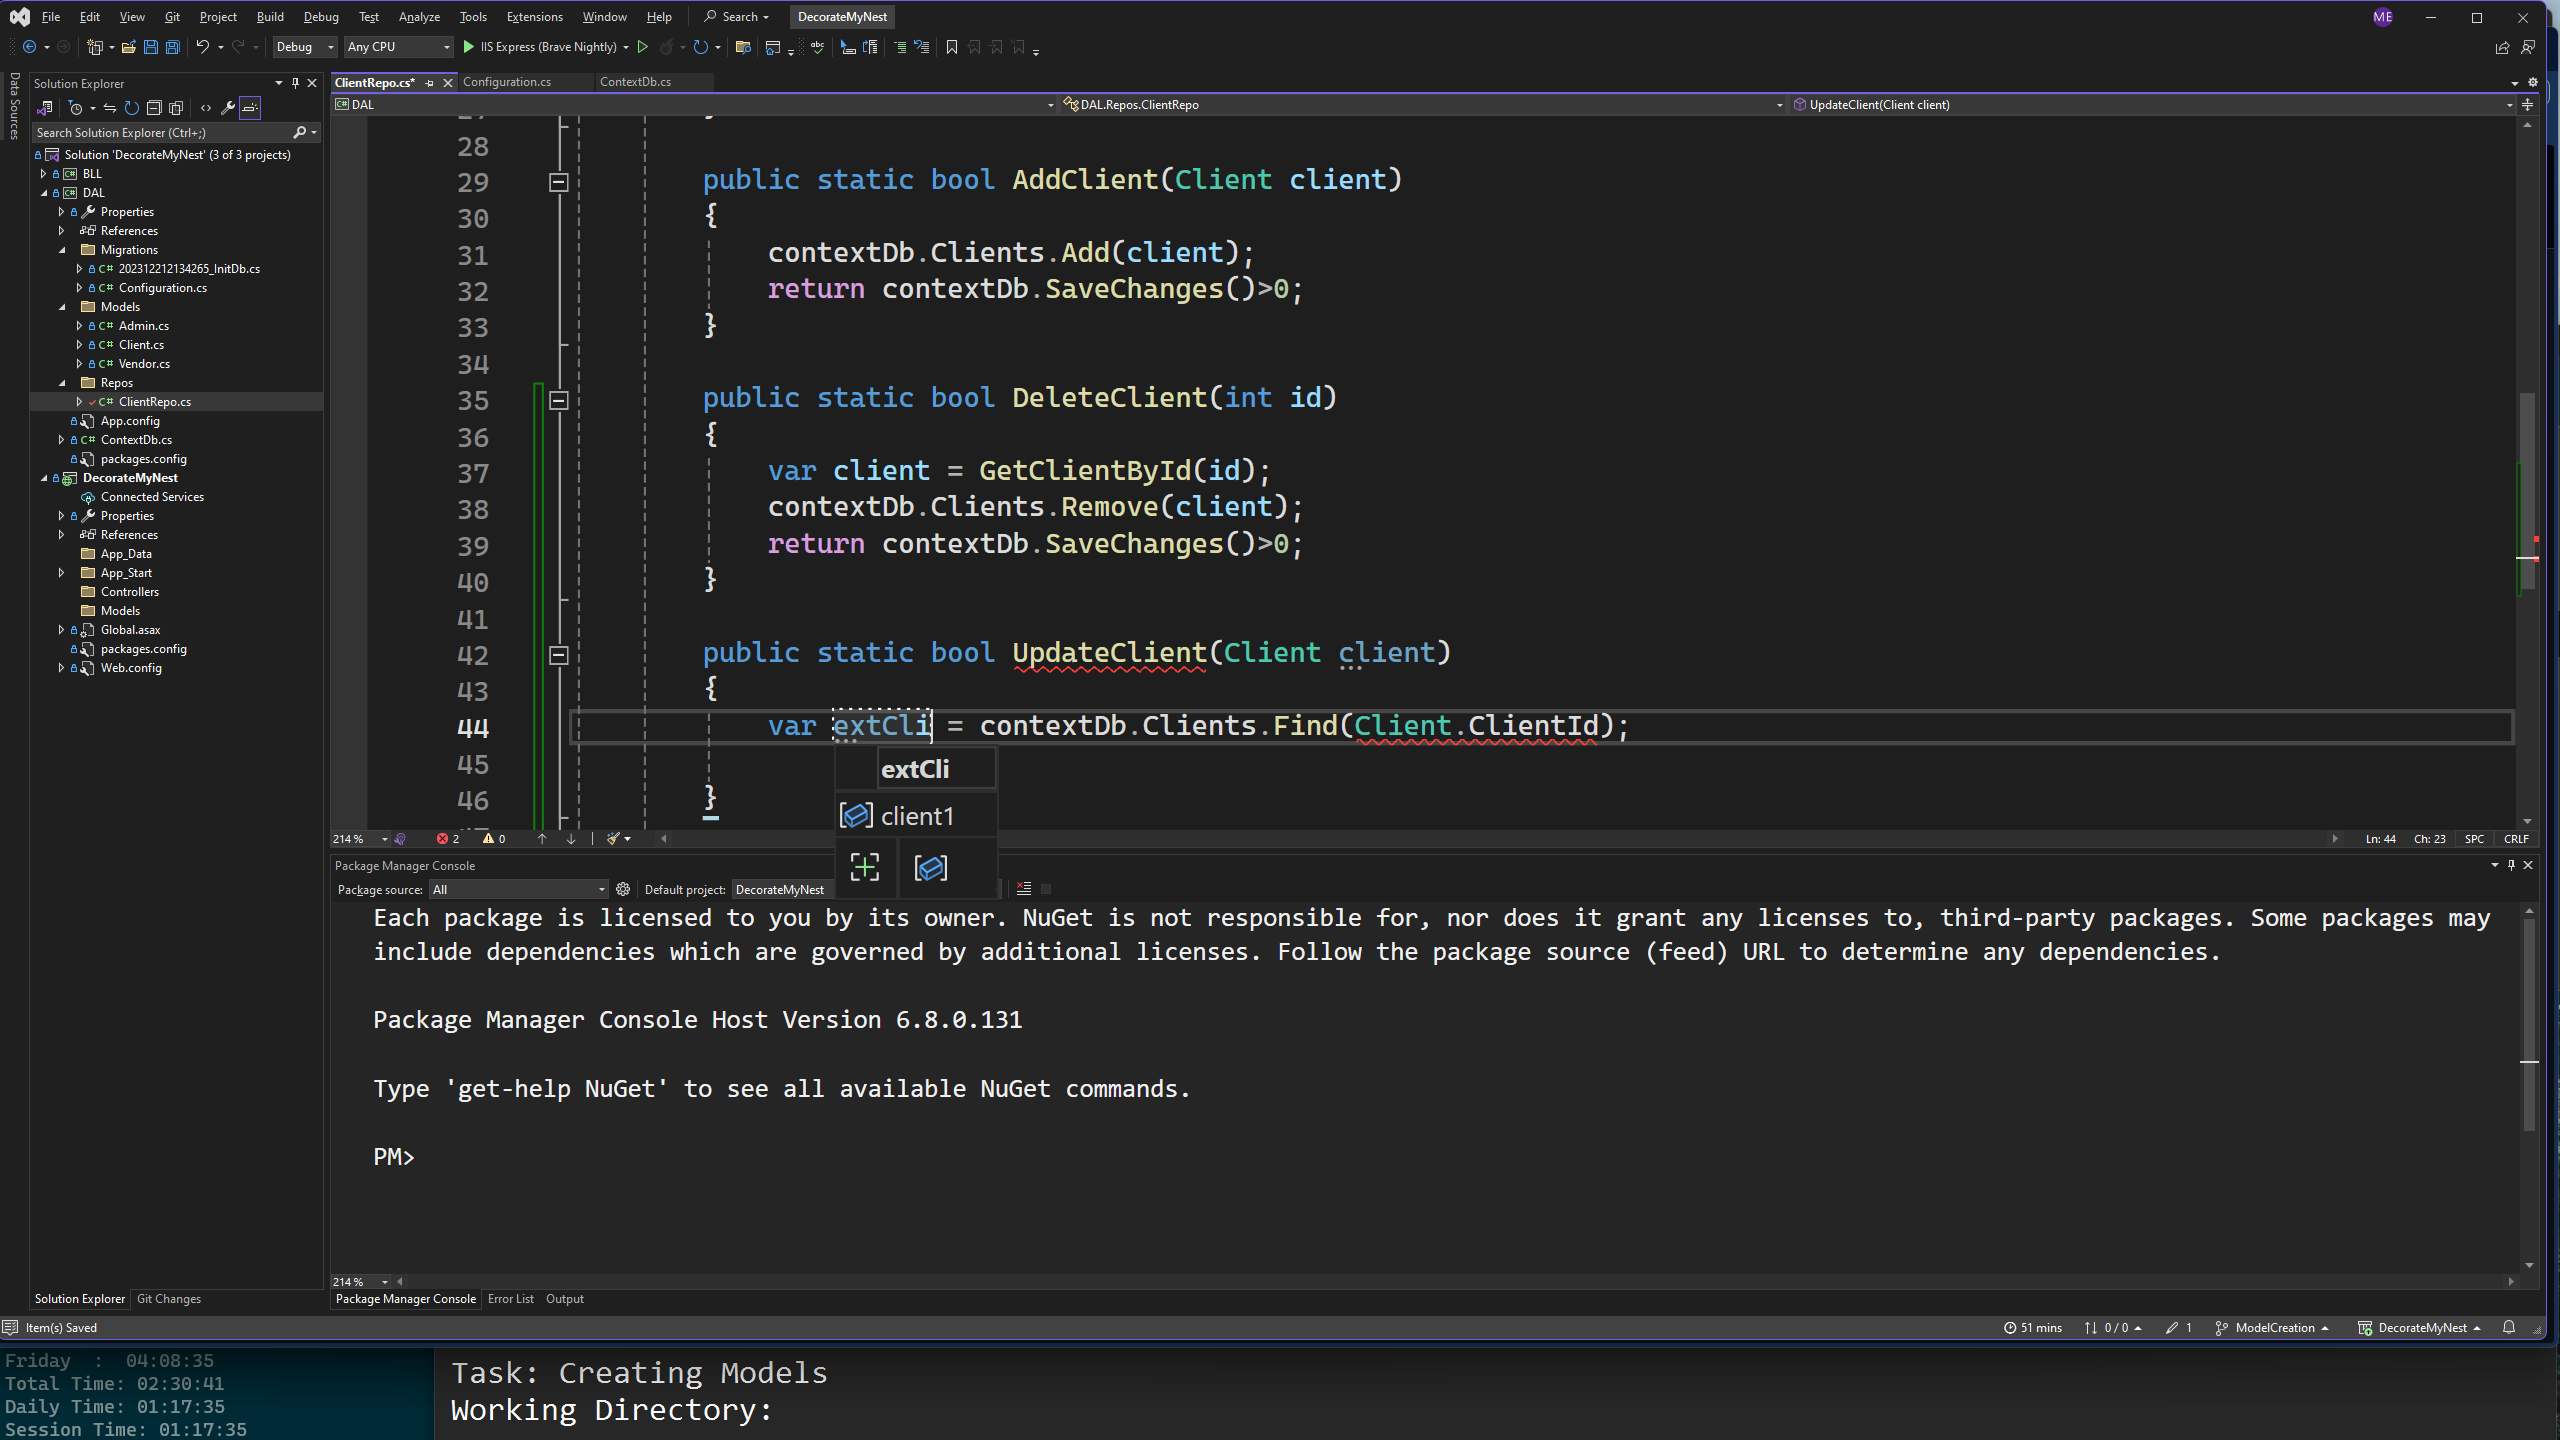 File Edit View Git Project Build Debug Test Analyze Tools Extensions Window Help Search DecorateMyNest ME
Debug Any CPU IIS Express (Brave Nightly)
Data Sources
Solution Explorer
Search Solution Explorer (Ctrl+;)
Solution 'DecorateMyNest' (3 of 3 projects)
BLL
DAL
Properties
References
Migrations
202312212134265_InitDb.cs
Configuration.cs
Models
Admin.cs
Client.cs
Vendor.cs
Repos
ClientRepo.cs
App.config
ContextDb.cs
packages.config
DecorateMyNest
Connected Services
Properties
References
App_Data
App_Start
Controllers
Models
Global.asax
packages.config
Web.config
Solution Explorer Git Changes
ClientRepo.cs* Configuration.cs ContextDb.cs
DAL DAL.Repos.ClientRepo UpdateClient(Client client)
28
29 public static bool AddClient(Client client)
30 {
31 contextDb.Clients.Add(client);
32 return contextDb.SaveChanges()>0;
33 }
34
35 public static bool DeleteClient(int id)
36 {
37 var client = GetClientById(id);
38 contextDb.Clients.Remove(client);
39 return contextDb.SaveChanges()>0;
40 }
41
42 public static bool UpdateClient(Client client)
43 {
44 var extCli = contextDb.Clients.Find(Client.ClientId);
45
46 }
extCli
client1
214 % 2 0 Ln: 44 Ch: 23 SPC CRLF
Package Manager Console
Package source: All Default project: DecorateMyNest
Each package is licensed to you by its owner. NuGet is not responsible for, nor does it grant any licenses to, third-party packages. Some packages may
include dependencies which are governed by additional licenses. Follow the package source (feed) URL to determine any dependencies.
Package Manager Console Host Version 6.8.0.131
Type 'get-help NuGet' to see all available NuGet commands.
PM>
214 %
Package Manager Console Error List Output
Item(s) Saved 51 mins 0 / 0 1 ModelCreation DecorateMyNest
Friday : 04:08:35
Total Time: 02:30:41
Daily Time: 01:17:35
Session Time: 01:17:35
Task: Creating Models
Working Directory: